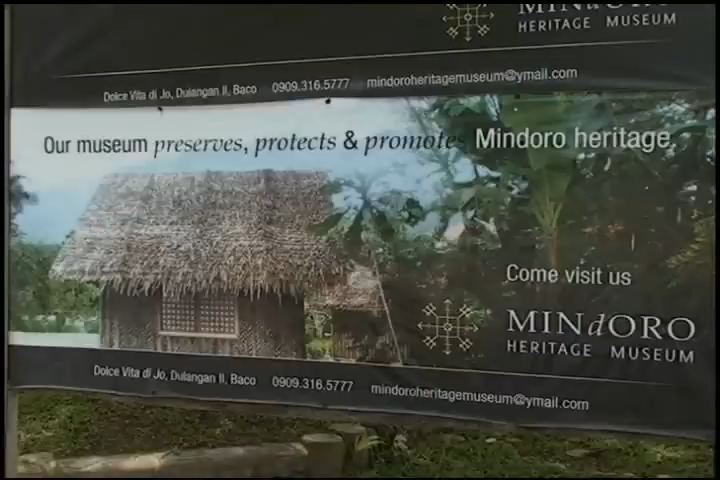 MINdORO
HERITAGE MUSEUM
Dolce Vita di Jo, Dulangan II, Baco 0909.316.5777 mindoroheritagemuseum@ymail.com
Our museum preserves, protects & promotes Mindoro heritage.
Come visit us
MINdORO
HERITAGE MUSEUM
Dolce Vita di Jo, Dulangan II, Baco 0909.316.5777 mindoroheritagemuseum@ymail.com